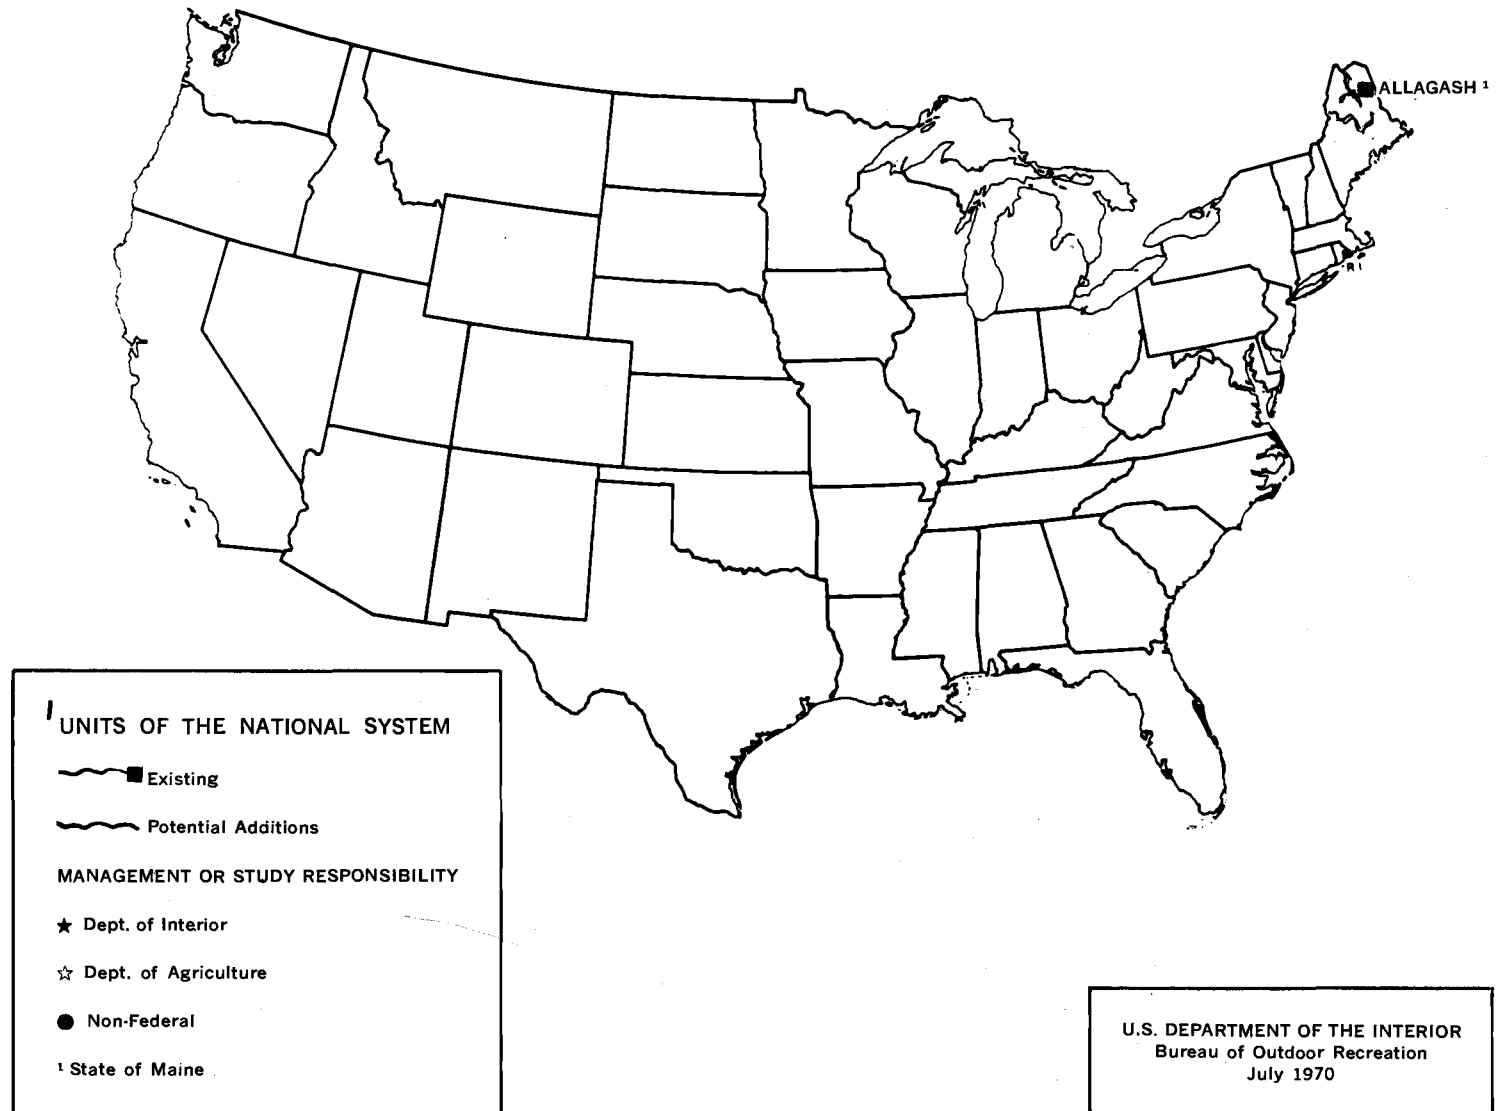 ALLAGASH ¹
R I
UNITS OF THE NATIONAL SYSTEM
Existing
Potential Additions
MANAGEMENT OR STUDY RESPONSIBILITY
Dept. of Interior
Dept. of Agriculture
Non-Federal
¹ State of Maine
U.S. DEPARTMENT OF THE INTERIOR
Bureau of Outdoor Recreation
July 1970